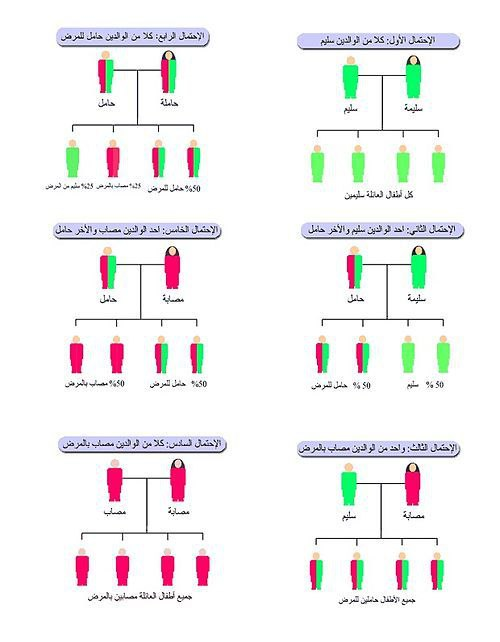 الإحتمال الأول: كلا من الوالدين سليم
سليمة
سليم
كل أطفال العائلة سليمين
الإحتمال الثاني: احد الوالدين سليم والأخر حامل
سليمة
حامل
50 % سليم
50 % حامل للمرض
الإحتمال الثالث: واحد من الوالدين مصاب بالمرض
مصابة
سليم
جميع الأطفال حاملين للمرض
الإحتمال الرابع: كلا من الوالدين حامل للمرض
حاملة
حامل
50% حامل للمرض
25% مصاب بالمرض
25% سليم من المرض
الإحتمال الخامس: احد الوالدين مصاب والأخر حامل
مصابة
حامل
50% حامل للمرض
50% مصاب بالمرض
الإحتمال السادس: كلا من الوالدين مصاب بالمرض
مصابة
مصاب
جميع أطفال العائلة مصابين بالمرض